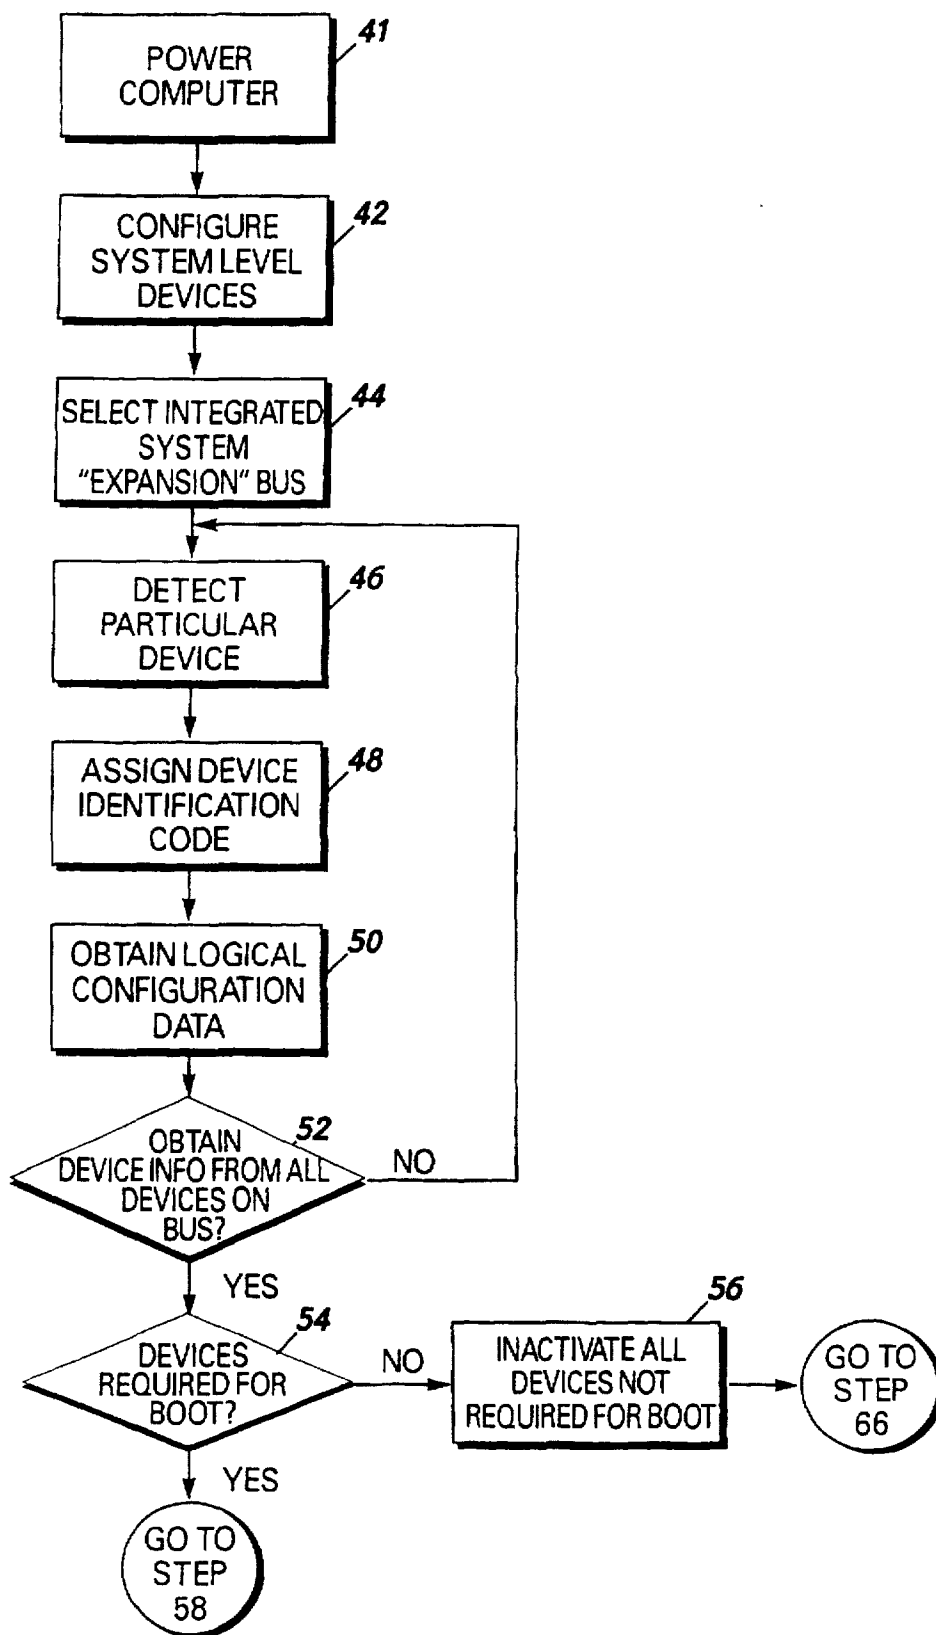 POWER
COMPUTER
41
CONFIGURE
SYSTEM LEVEL
DEVICES
42
SELECT INTEGRATED
SYSTEM
"EXPANSION" BUS
44
DETECT
PARTICULAR
DEVICE
46
ASSIGN DEVICE
IDENTIFICATION
CODE
48
OBTAIN LOGICAL
CONFIGURATION
DATA
50
OBTAIN
DEVICE INFO FROM ALL
DEVICES ON
BUS?
52
NO
YES
DEVICES
REQUIRED FOR
BOOT?
54
NO
INACTIVATE ALL
DEVICES NOT
REQUIRED FOR BOOT
56
GO TO
STEP
66
YES
GO TO
STEP
58